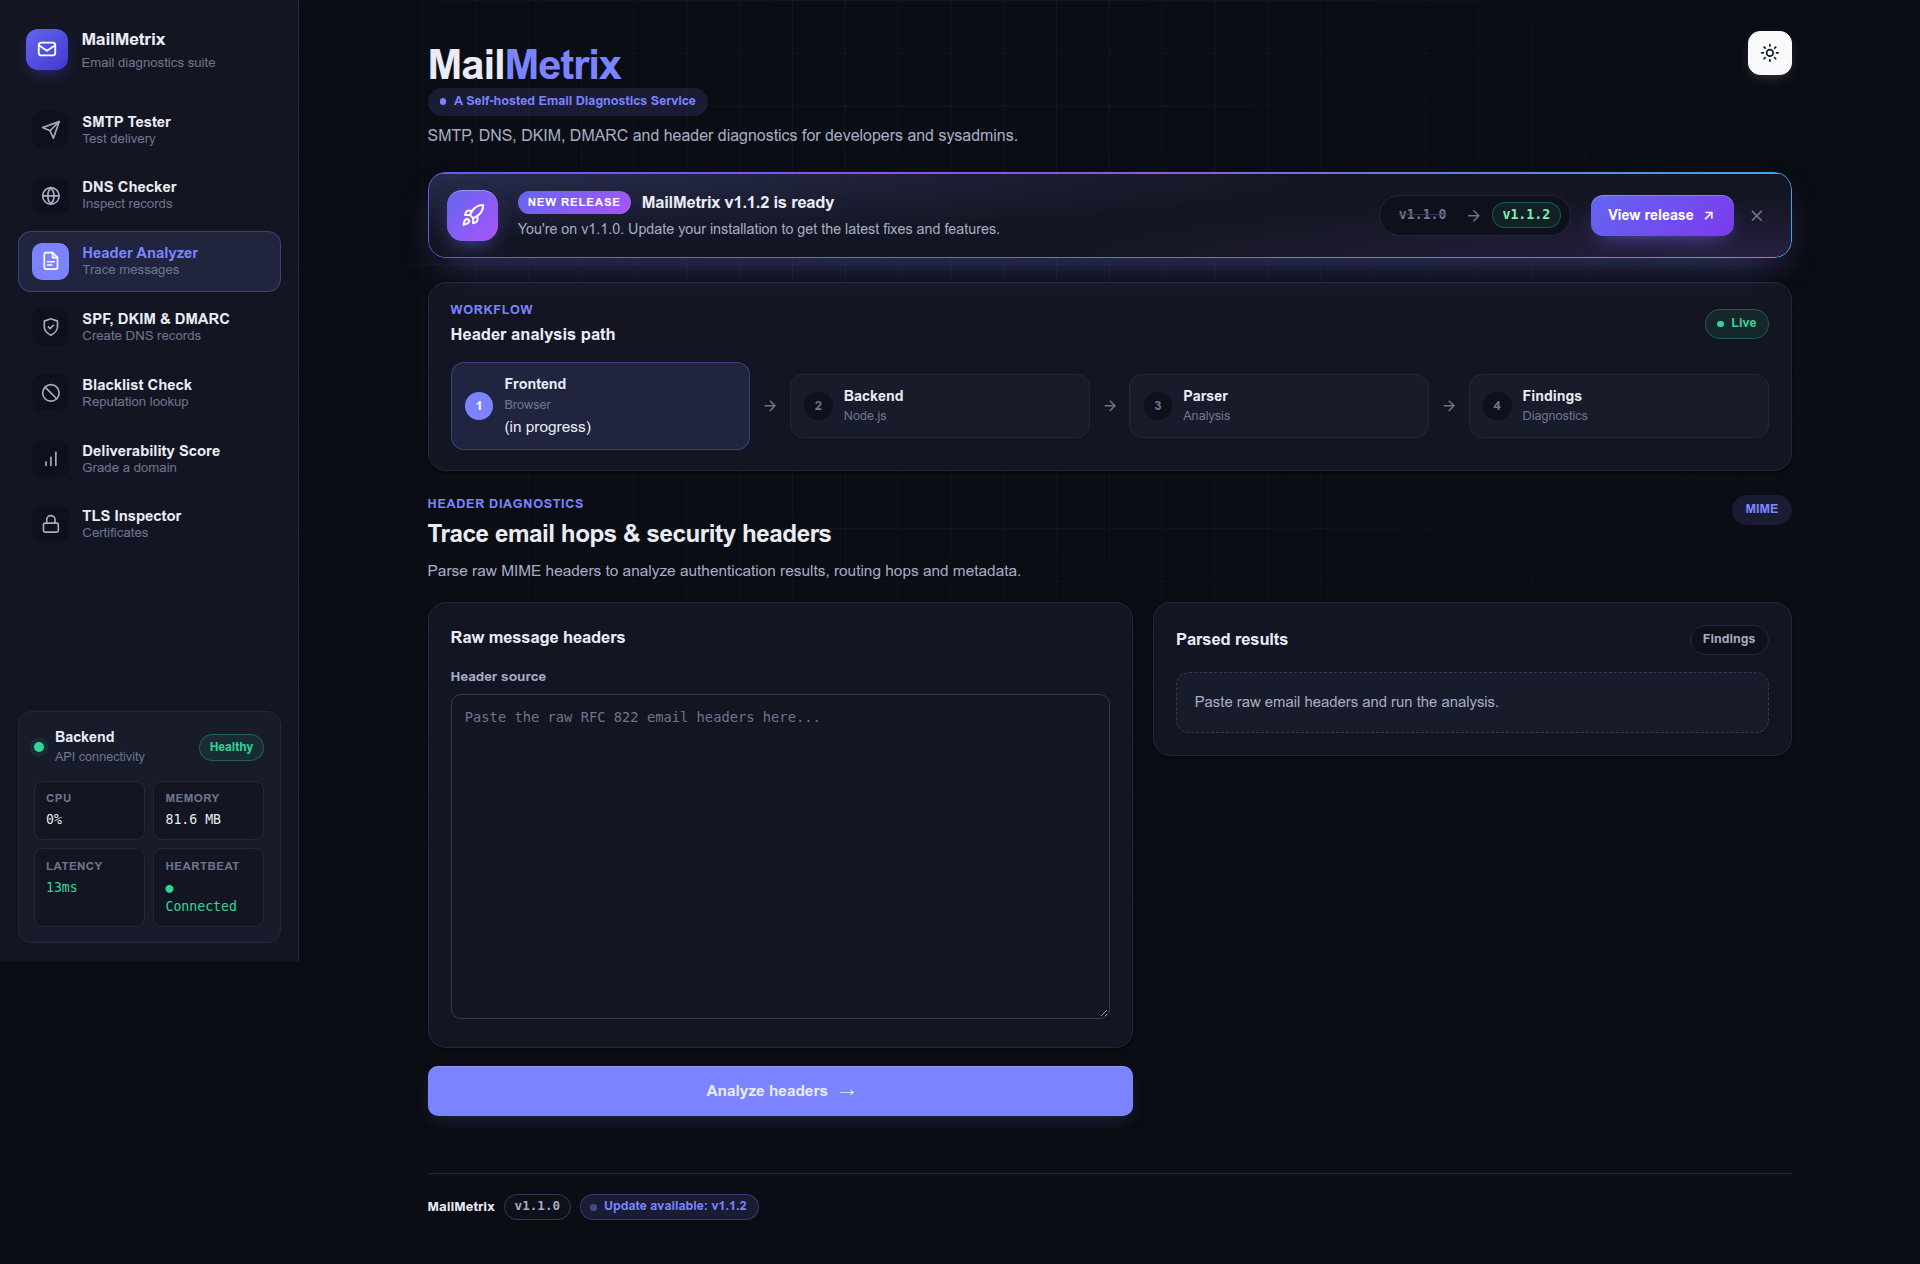 MailMetrix
Email diagnostics suite
SMTP Tester
Test delivery
DNS Checker
Inspect records
Header Analyzer
Trace messages
SPF, DKIM & DMARC
Create DNS records
Blacklist Check
Reputation lookup
Deliverability Score
Grade a domain
TLS Inspector
Certificates
Backend
API connectivity
Healthy
CPU
0%
MEMORY
81.6 MB
LATENCY
13ms
HEARTBEAT
●
Connected
MailMetrix
A Self-hosted Email Diagnostics Service
SMTP, DNS, DKIM, DMARC and header diagnostics for developers and sysadmins.
NEW RELEASE MailMetrix v1.1.2 is ready
You're on v1.1.0. Update your installation to get the latest fixes and features.
v1.1.0 → v1.1.2
View release
WORKFLOW
Header analysis path
Live
1
Frontend
Browser
(in progress)
2
Backend
Node.js
3
Parser
Analysis
4
Findings
Diagnostics
HEADER DIAGNOSTICS
MIME
Trace email hops & security headers
Parse raw MIME headers to analyze authentication results, routing hops and metadata.
Raw message headers
Header source
Paste the raw RFC 822 email headers here...
Analyze headers →
Parsed results
Findings
Paste raw email headers and run the analysis.
MailMetrix v1.1.0 Update available: v1.1.2